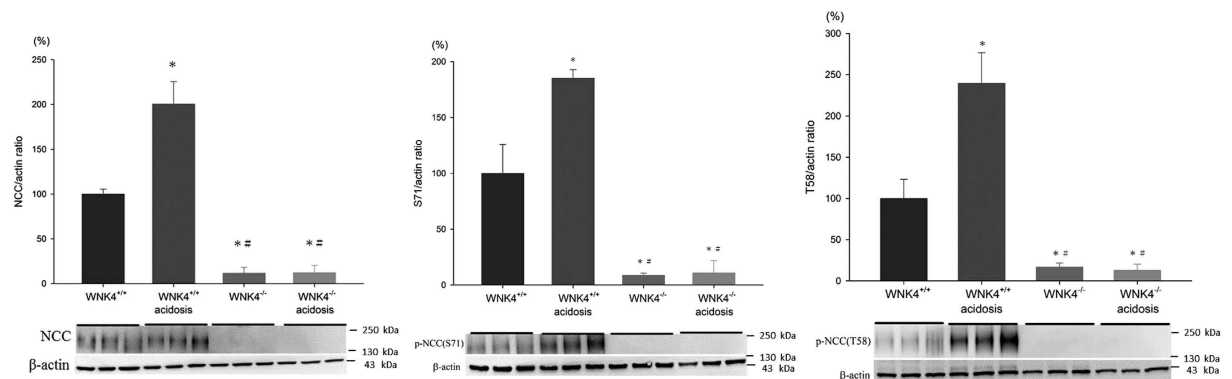 (%)
250
200
150
100
50
0
NCC/actin ratio
*
* #
* #
WNK4+/+
WNK4+/+
acidosis
WNK4-/-
WNK4-/-
acidosis
NCC
250 kDa
130 kDa
β-actin
43 kDa
(%)
200
150
100
50
0
S71/actin ratio
*
* #
* #
WNK4+/+
WNK4+/+
acidosis
WNK4-/-
WNK4-/-
acidosis
p-NCC(S71)
250 kDa
130 kDa
β-actin
43 kDa
(%)
300
250
200
150
100
50
0
T58/actin ratio
*
* #
* #
WNK4+/+
WNK4+/+
acidosis
WNK4-/-
WNK4-/-
acidosis
p-NCC(T58)
250 kDa
130 kDa
β-actin
43 kDa